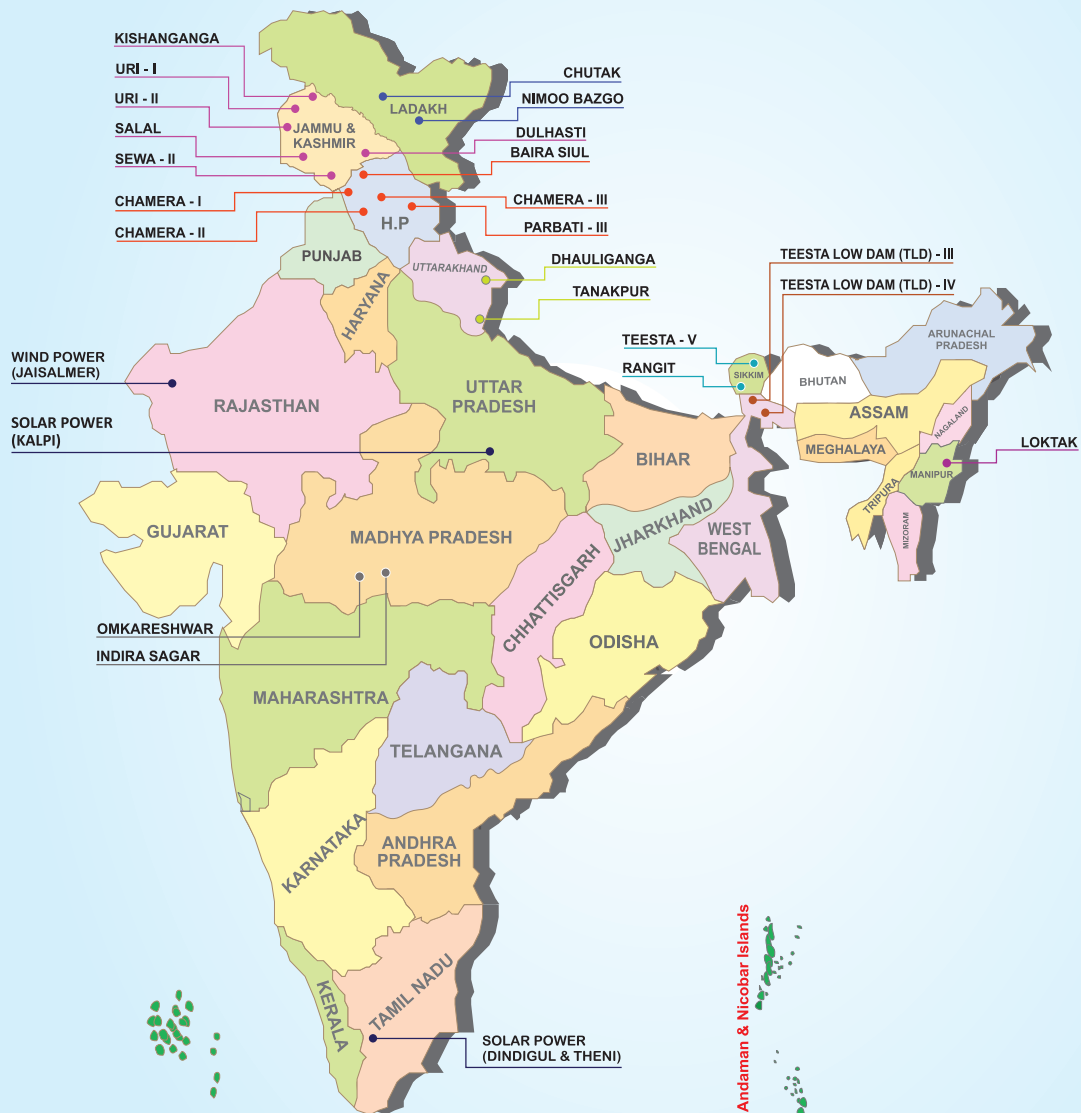 KISHANGANGA
URI - I
URI - II
SALAL
SEWA - II
CHAMERA - I
CHAMERA - II
CHUTAK
NIMOO BAZGO
DULHASTI
BAIRA SIUL
CHAMERA - III
PARBATI - III
LADAKH
JAMMU &
KASHMIR
H.P
PUNJAB
UTTARAKHAND
HARYANA
DHAULIGANGA
TANAKPUR
TEESTA LOW DAM (TLD) - III
TEESTA LOW DAM (TLD) - IV
TEESTA - V
RANGIT
SIKKIM
BHUTAN
ARUNACHAL
PRADESH
ASSAM
NAGALAND
MEGHALAYA
LOKTAK
MANIPUR
TRIPURA
MIZORAM
WIND POWER
(JAISALMER)
RAJASTHAN
UTTAR
PRADESH
SOLAR POWER
(KALPI)
BIHAR
GUJARAT
MADHYA PRADESH
JHARKHAND
WEST
BENGAL
CHHATTISGARH
OMKARESHWAR
INDIRA SAGAR
ODISHA
MAHARASHTRA
TELANGANA
KARNATAKA
ANDHRA
PRADESH
KERALA
TAMIL NADU
SOLAR POWER
(DINDIGUL & THENI)
Andaman & Nicobar Islands